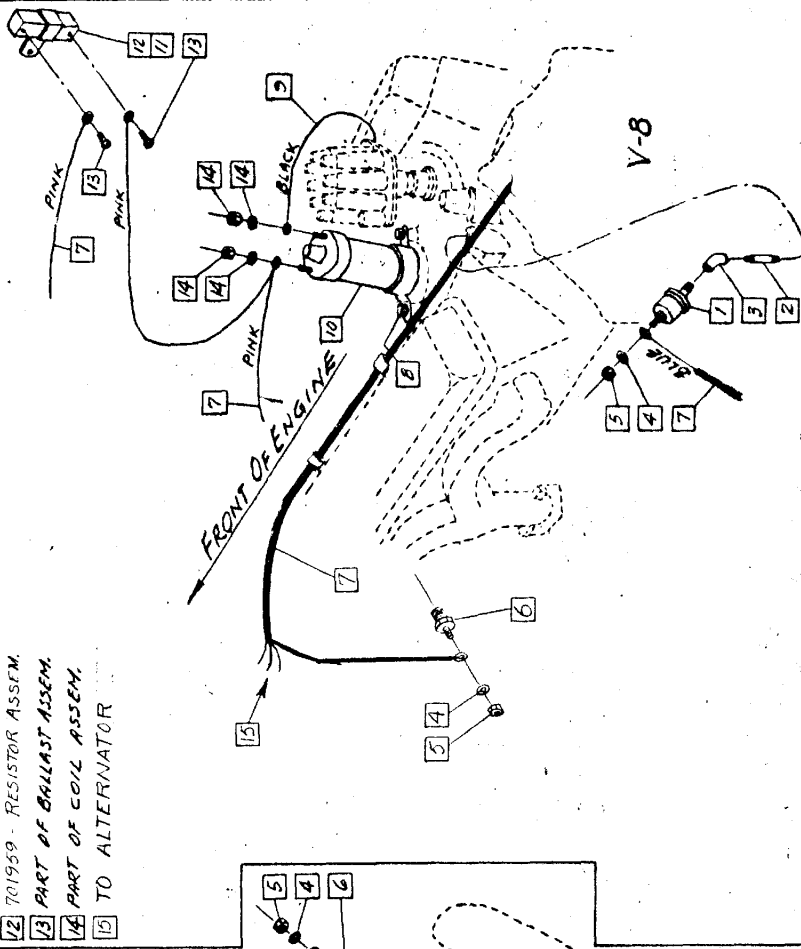 12 701959 - RESISTOR ASSEM.
13 PART OF BALLAST ASSEM.
14 PART OF COIL ASSEM.
15 TO ALTERNATOR
12 11 13
PINK
13
7
PINK
9
BLACK
14 14
14
14
PINK
10
7
8
FRONT OF ENGINE
V-8
7
15
6
4
5
1
3
2
BLUE
5
4
7
5
4
6